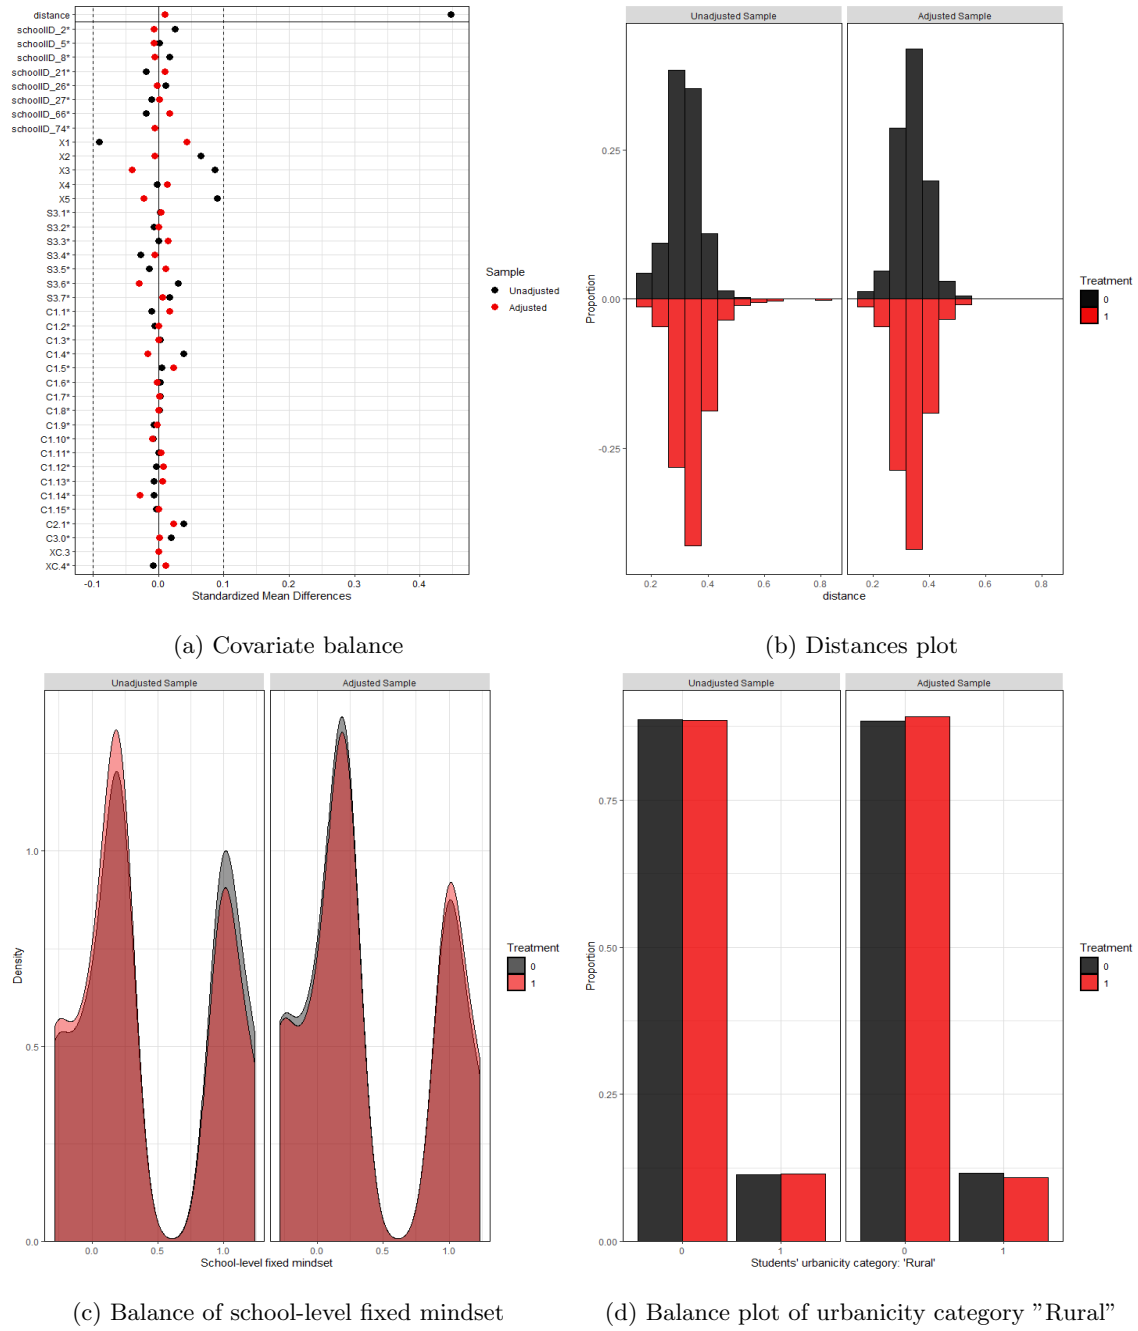 distance
schoolID_2*
schoolID_5*
schoolID_8*
schoolID_21*
schoolID_26*
schoolID_27*
schoolID_66*
schoolID_74*
X1
X2
X3
X4
X5
S3.1*
S3.2*
S3.3*
S3.4*
S3.5*
S3.6*
S3.7*
C1.1*
C1.2*
C1.3*
C1.4*
C1.5*
C1.6*
C1.7*
C1.8*
C1.9*
C1.10*
C1.11*
C1.12*
C1.13*
C1.14*
C1.15*
C2.1*
C3.0*
XC.3
XC.4*
-0.1 0.0 0.1 0.2 0.3 0.4
Standardized Mean Differences
Sample
Unadjusted
Adjusted
(a) Covariate balance
Unadjusted Sample Adjusted Sample
0.25
0.00
-0.25
Proportion
0.2 0.4 0.6 0.8 0.2 0.4 0.6 0.8
distance
Treatment
0
1
(b) Distances plot
Unadjusted Sample Adjusted Sample
1.0
0.5
0.0
Density
0.0 0.5 1.0 0.0 0.5 1.0
School-level fixed mindset
Treatment
0
1
(c) Balance of school-level fixed mindset
Unadjusted Sample Adjusted Sample
0.75
0.50
0.25
0.00
Proportion
0 1 0 1
Students' urbanicity category: 'Rural'
Treatment
0
1
(d) Balance plot of urbanicity category ”Rural”